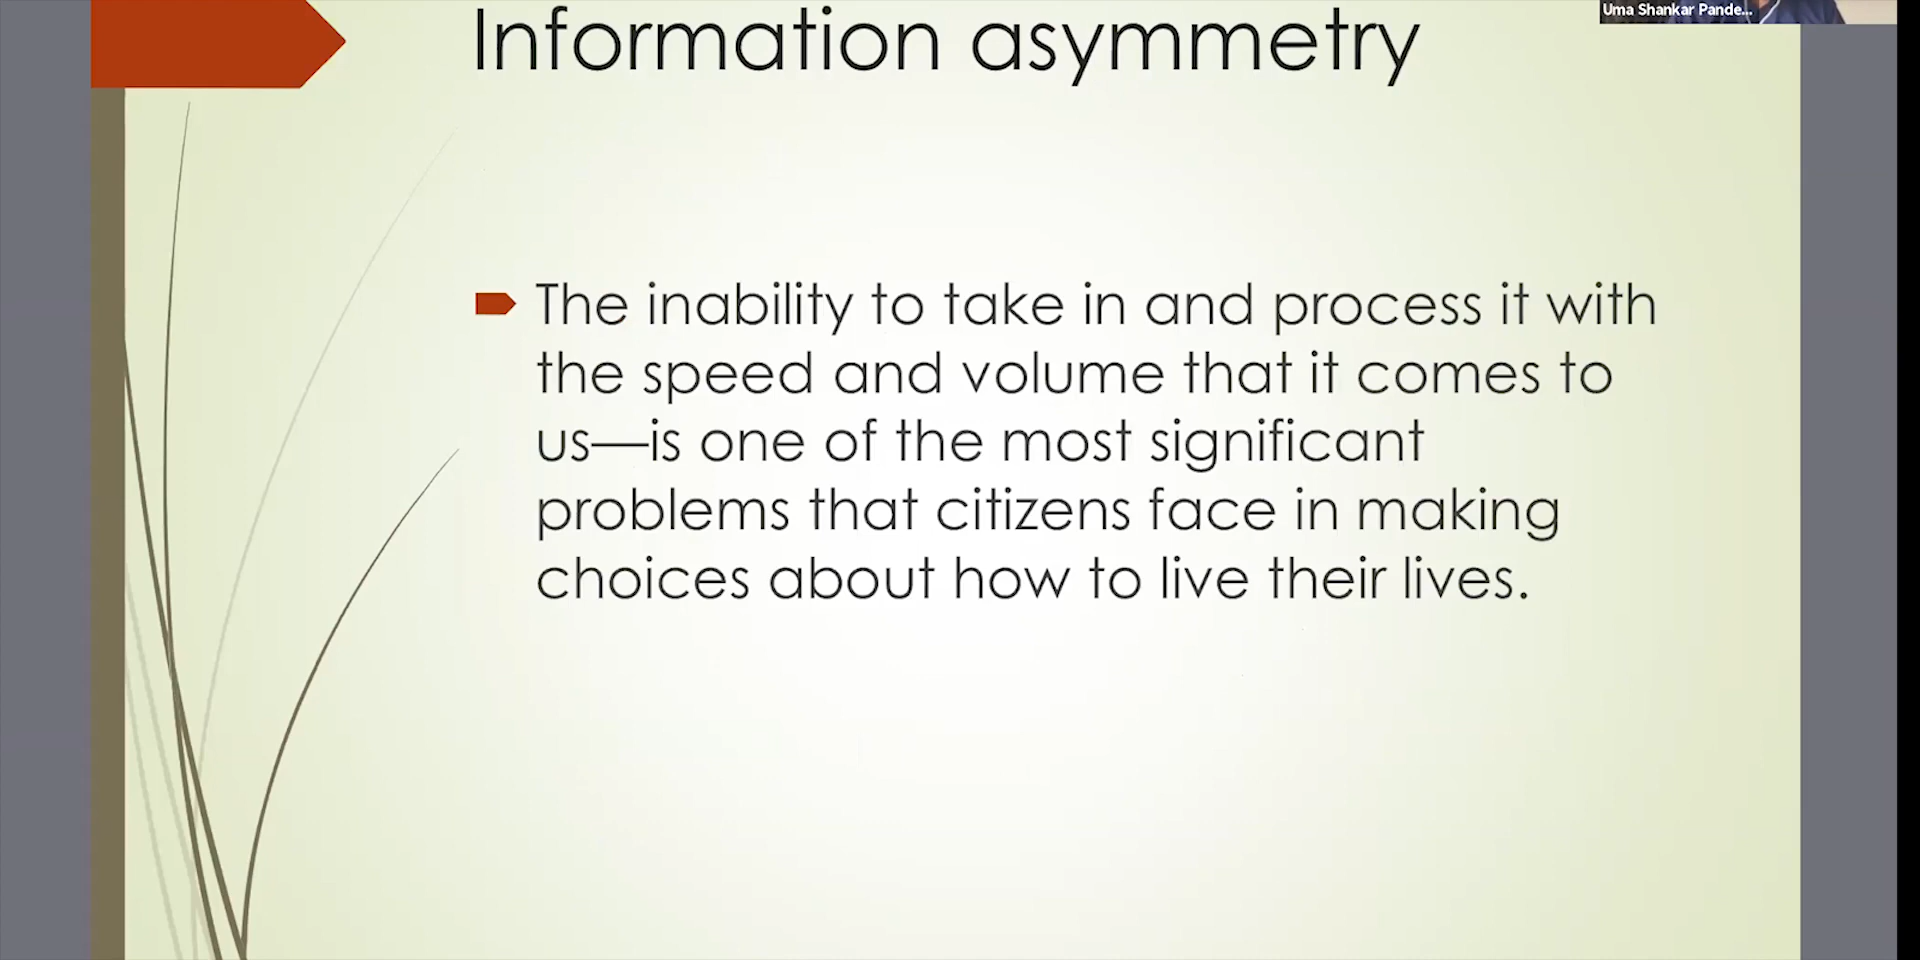 Information asymmetry
Uma Shankar Pande...
The inability to take in and process it with
the speed and volume that it comes to
us—is one of the most significant
problems that citizens face in making
choices about how to live their lives.